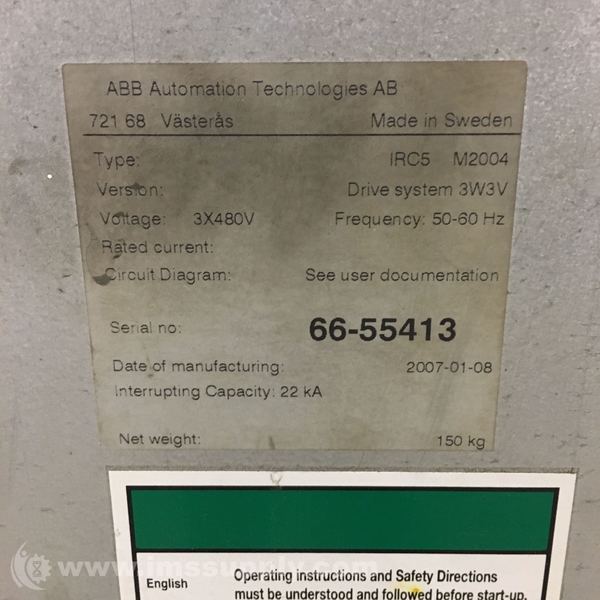 ABB Automation Technologies AB
721 68 Västerås Made in Sweden
Type: IRC5 M2004
Version: Drive system 3W3V
Voltage: 3X480V Frequency: 50-60 Hz
Rated current:
Circuit Diagram: See user documentation
Serial no: 66-55413
Date of manufacturing: 2007-01-08
Interrupting Capacity: 22 kA
Net weight: 150 kg
English Operating instructions and Safety Directions
must be understood and followed before start-up.
www.imssupply.com